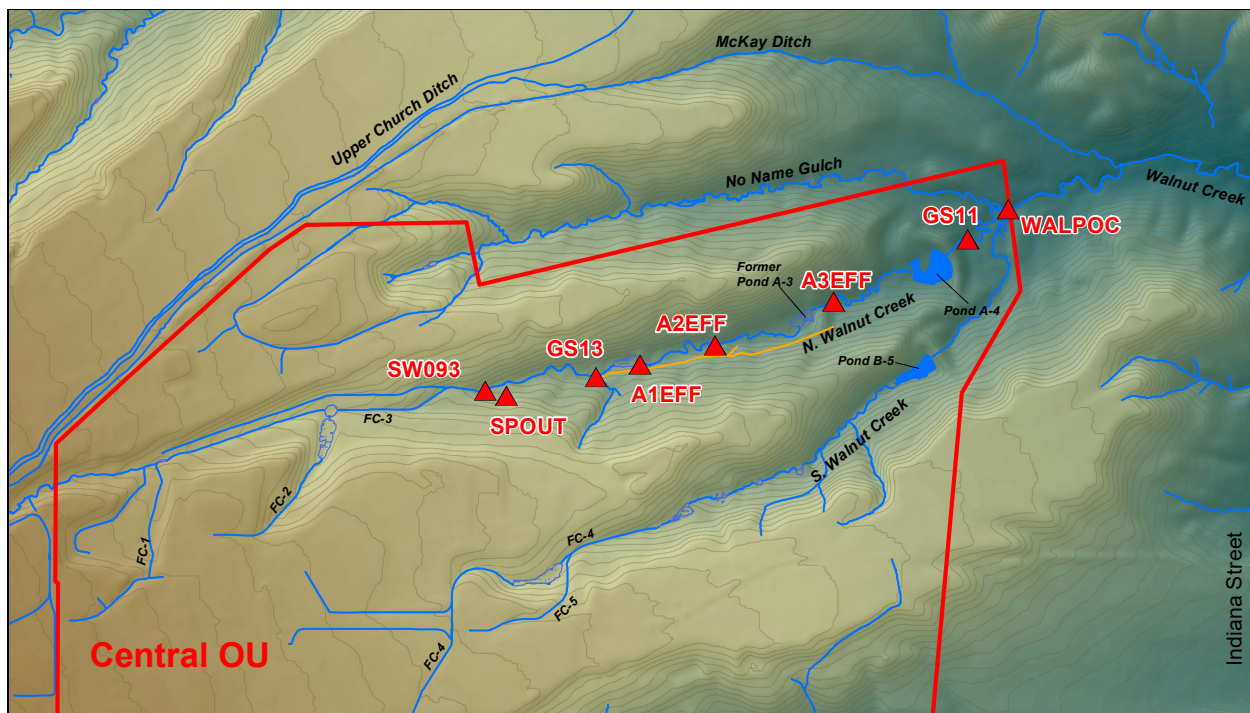 McKay Ditch
Upper Church Ditch
No Name Gulch
Walnut Creek
GS11
WALPOC
Former
Pond A-3
A3EFF
Pond A-4
N. Walnut Creek
A2EFF
GS13
Pond B-5
SW093
A1EFF
SPOUT
FC-3
S. Walnut Creek
FC-2
FC-1
FC-4
FC-5
FC-4
Central OU
Indiana Street